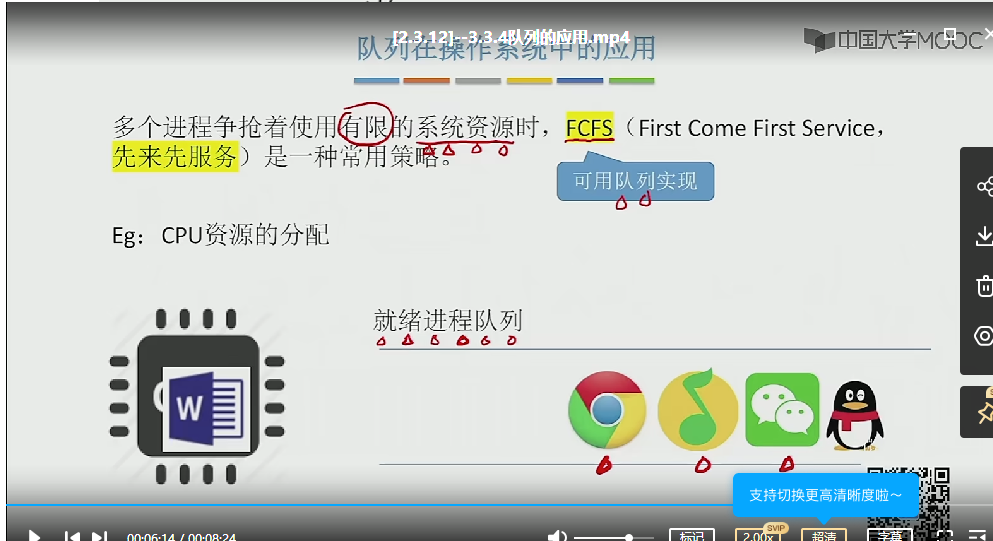 [2.3.12]--3.3.4队列的应用.mp4
队列在操作系统中的应用
中国大学MOOC
多个进程争抢着使用有限的系统资源时，FCFS（First Come First Service，
先来先服务）是一种常用策略。
可用队列实现
Eg：CPU资源的分配
就绪进程队列
W
支持切换更高清晰度啦～
SVIP
00:06:14 / 00:08:24
标记
2.00x
超清
字幕